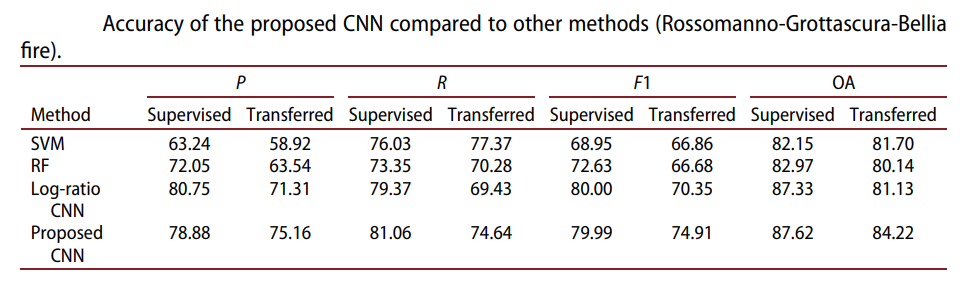 Accuracy of the proposed CNN compared to other methods (Rossomanno-Grottascura-Bellia
fire).
P R F1 OA
Method Supervised Transferred Supervised Transferred Supervised Transferred Supervised Transferred
SVM 63.24 58.92 76.03 77.37 68.95 66.86 82.15 81.70
RF 72.05 63.54 73.35 70.28 72.63 66.68 82.97 80.14
Log-ratio 80.75 71.31 79.37 69.43 80.00 70.35 87.33 81.13
CNN
Proposed 78.88 75.16 81.06 74.64 79.99 74.91 87.62 84.22
CNN